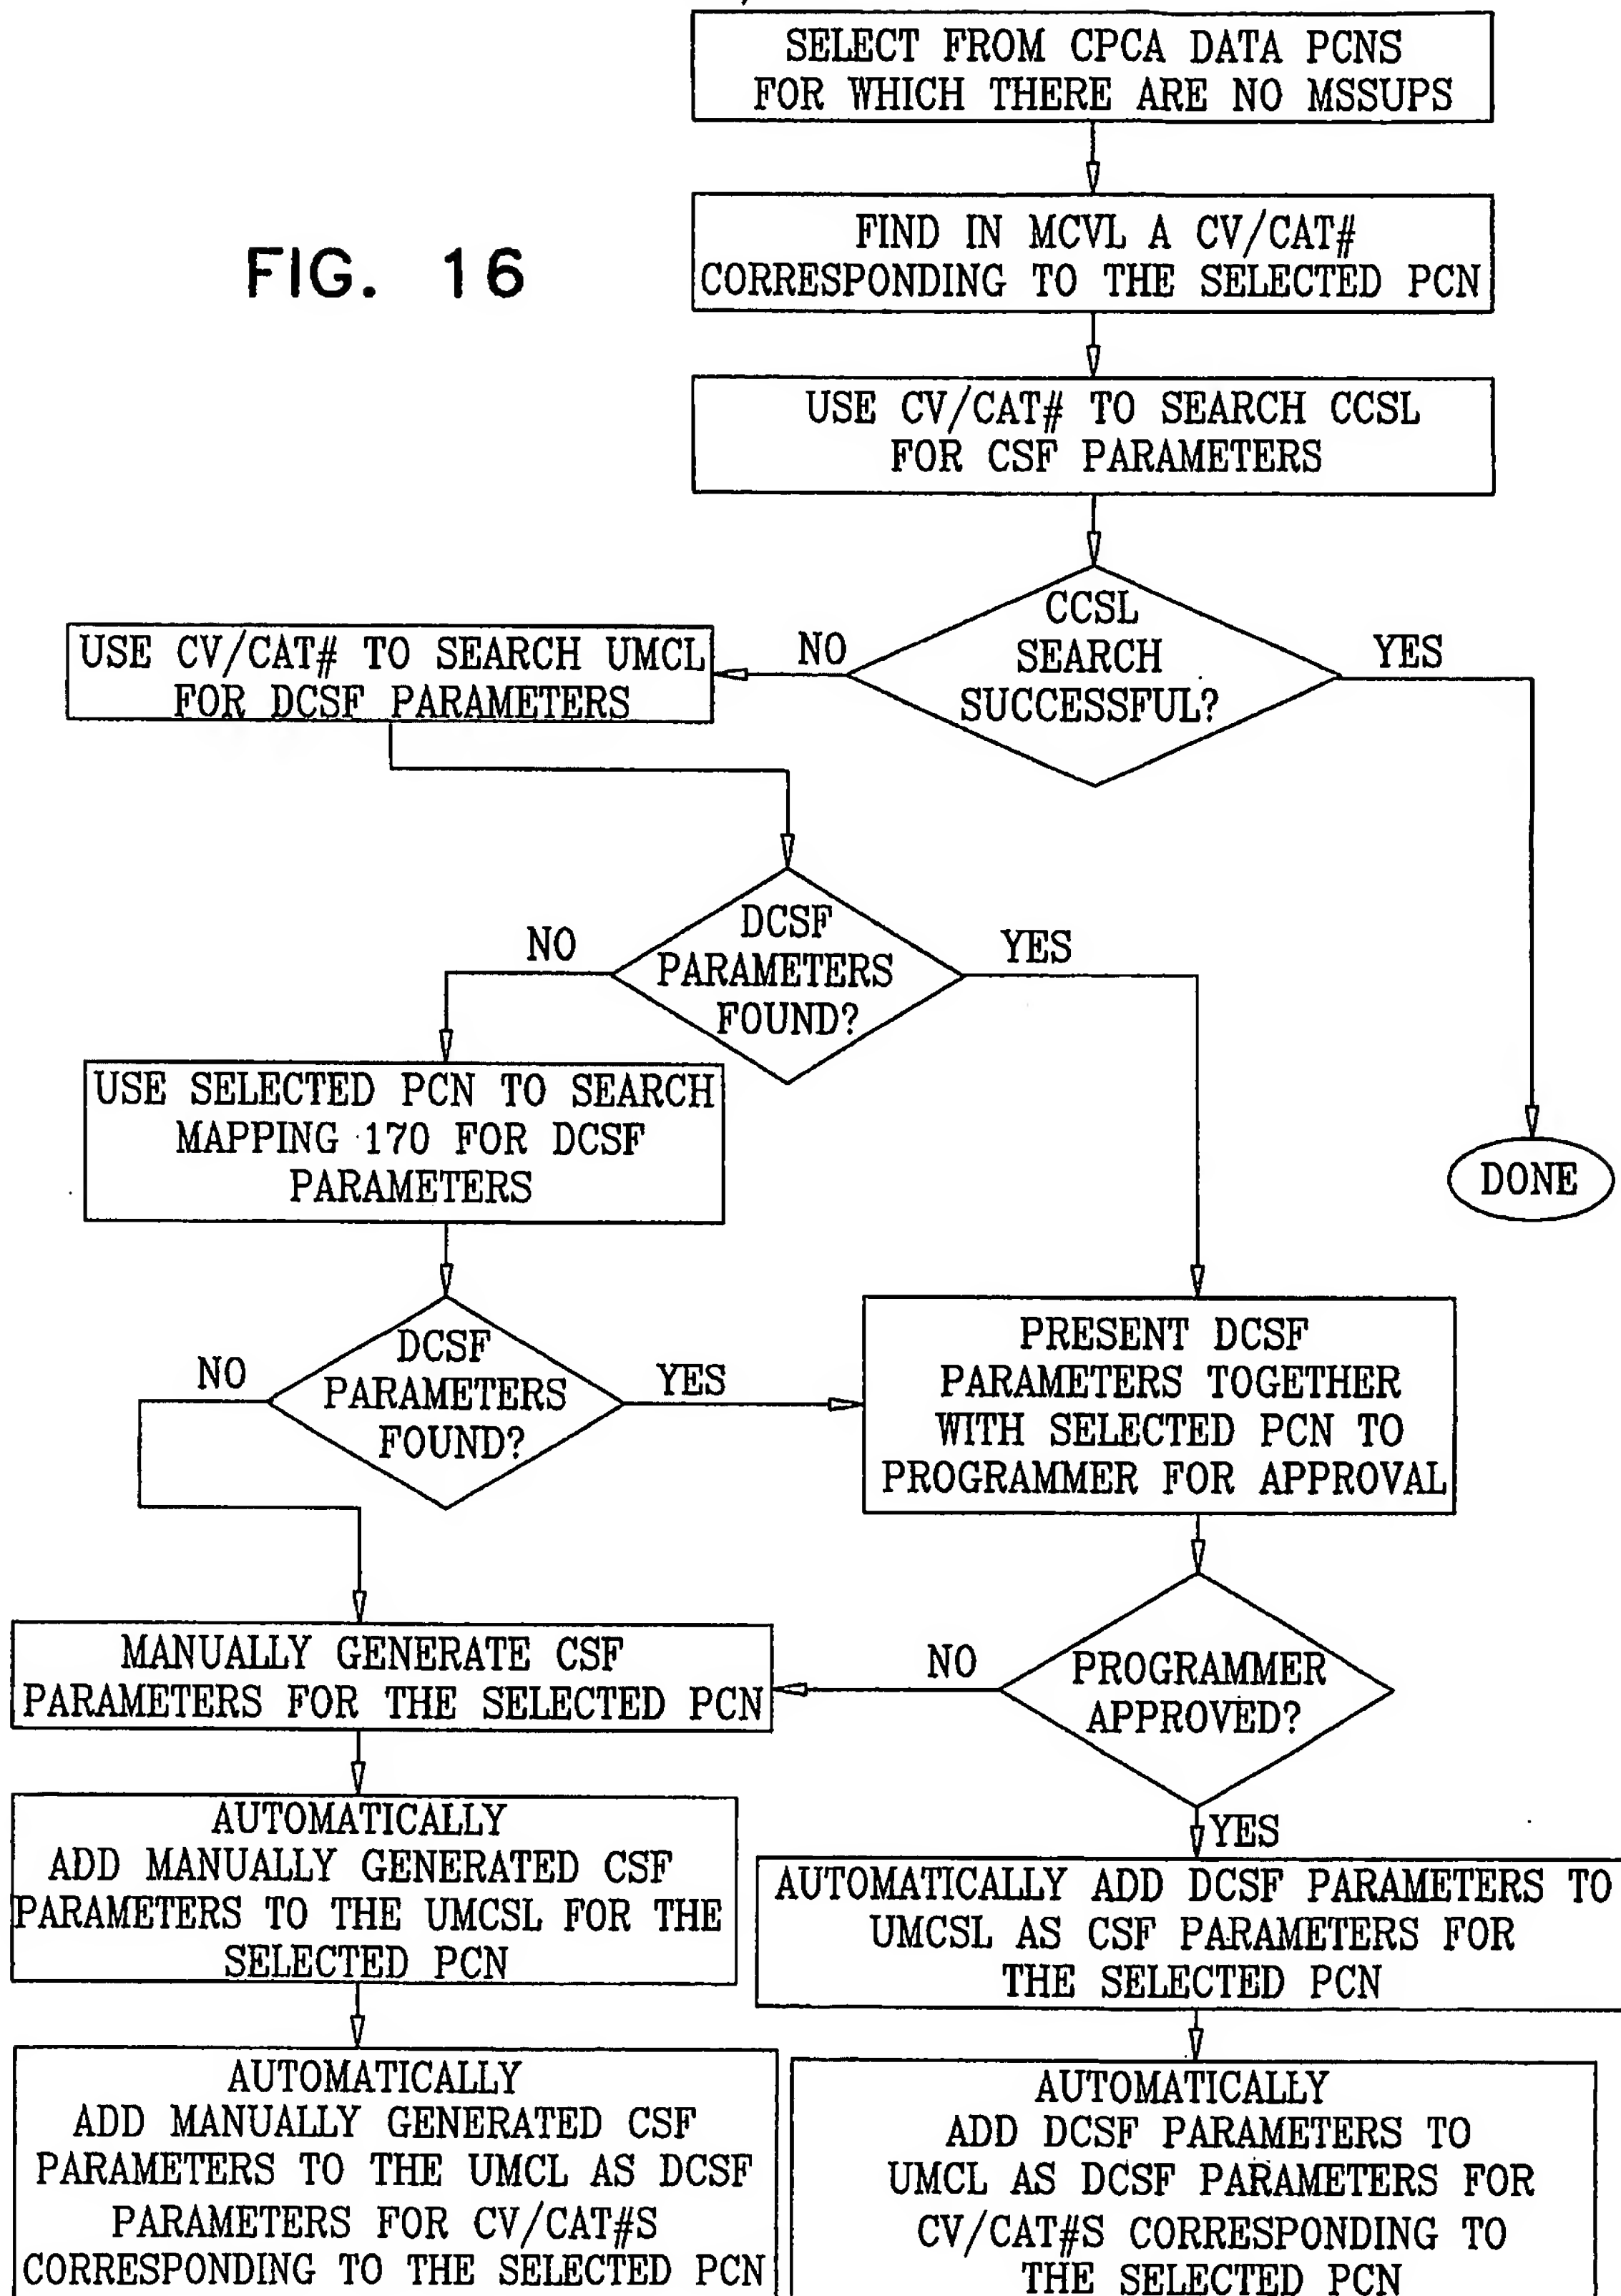 SELECT FROM CPCA DATA PCNS
FOR WHICH THERE ARE NO MSSUPS
FIG. 16
FIND IN MCVL A CV/CAT#
CORRESPONDING TO THE SELECTED PCN
USE CV/CAT# TO SEARCH CCSL
FOR CSF PARAMETERS
CCSL
SEARCH
SUCCESSFUL?
NO
YES
USE CV/CAT# TO SEARCH UMCL
FOR DCSF PARAMETERS
DCSF
PARAMETERS
FOUND?
NO
YES
USE SELECTED PCN TO SEARCH
MAPPING 170 FOR DCSF
PARAMETERS
DONE
DCSF
PARAMETERS
FOUND?
NO
YES
PRESENT DCSF
PARAMETERS TOGETHER
WITH SELECTED PCN TO
PROGRAMMER FOR APPROVAL
MANUALLY GENERATE CSF
PARAMETERS FOR THE SELECTED PCN
NO
PROGRAMMER
APPROVED?
YES
AUTOMATICALLY
ADD MANUALLY GENERATED CSF
PARAMETERS TO THE UMCSL FOR THE
SELECTED PCN
AUTOMATICALLY ADD DCSF PARAMETERS TO
UMCSL AS CSF PARAMETERS FOR
THE SELECTED PCN
AUTOMATICALLY
ADD MANUALLY GENERATED CSF
PARAMETERS TO THE UMCL AS DCSF
PARAMETERS FOR CV/CAT#S
CORRESPONDING TO THE SELECTED PCN
AUTOMATICALLY
ADD DCSF PARAMETERS TO
UMCL AS DCSF PARAMETERS FOR
CV/CAT#S CORRESPONDING TO
THE SELECTED PCN